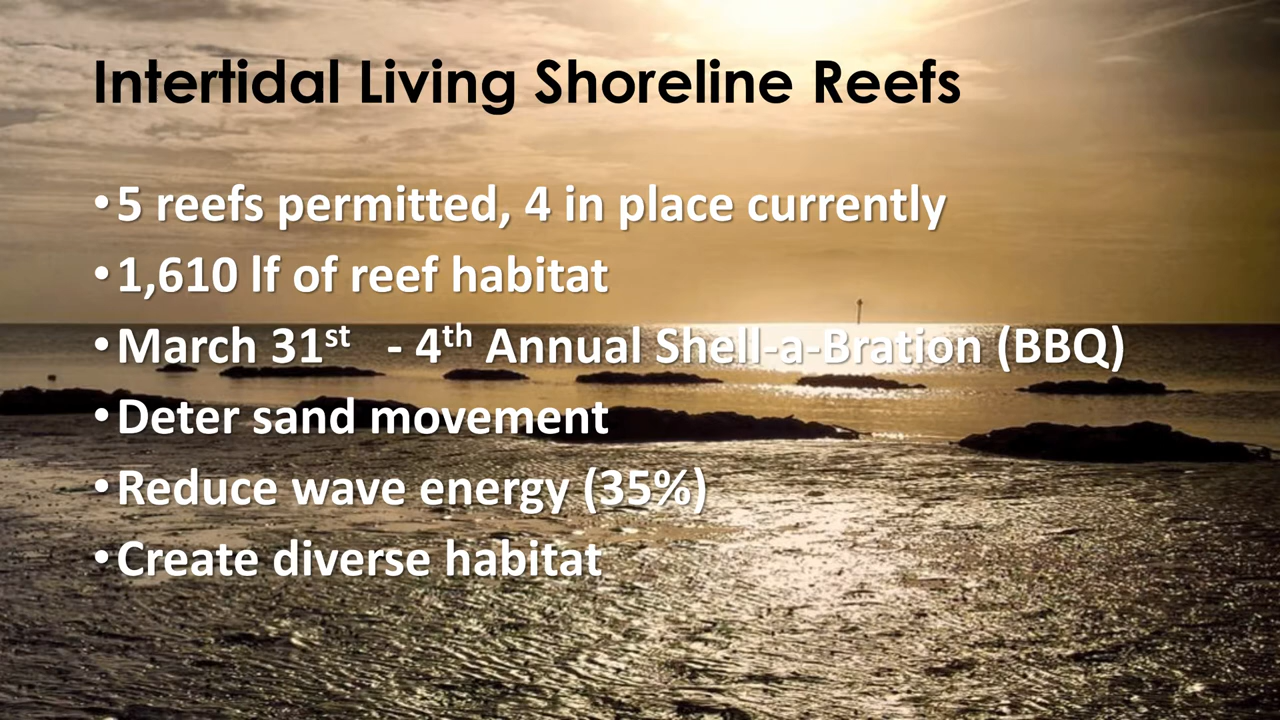 Intertidal Living Shoreline Reefs
• 5 reefs permitted, 4 in place currently
• 1,610 lf of reef habitat
• March 31st - 4th Annual Shell-a-Bration (BBQ)
• Deter sand movement
• Reduce wave energy (35%)
• Create diverse habitat